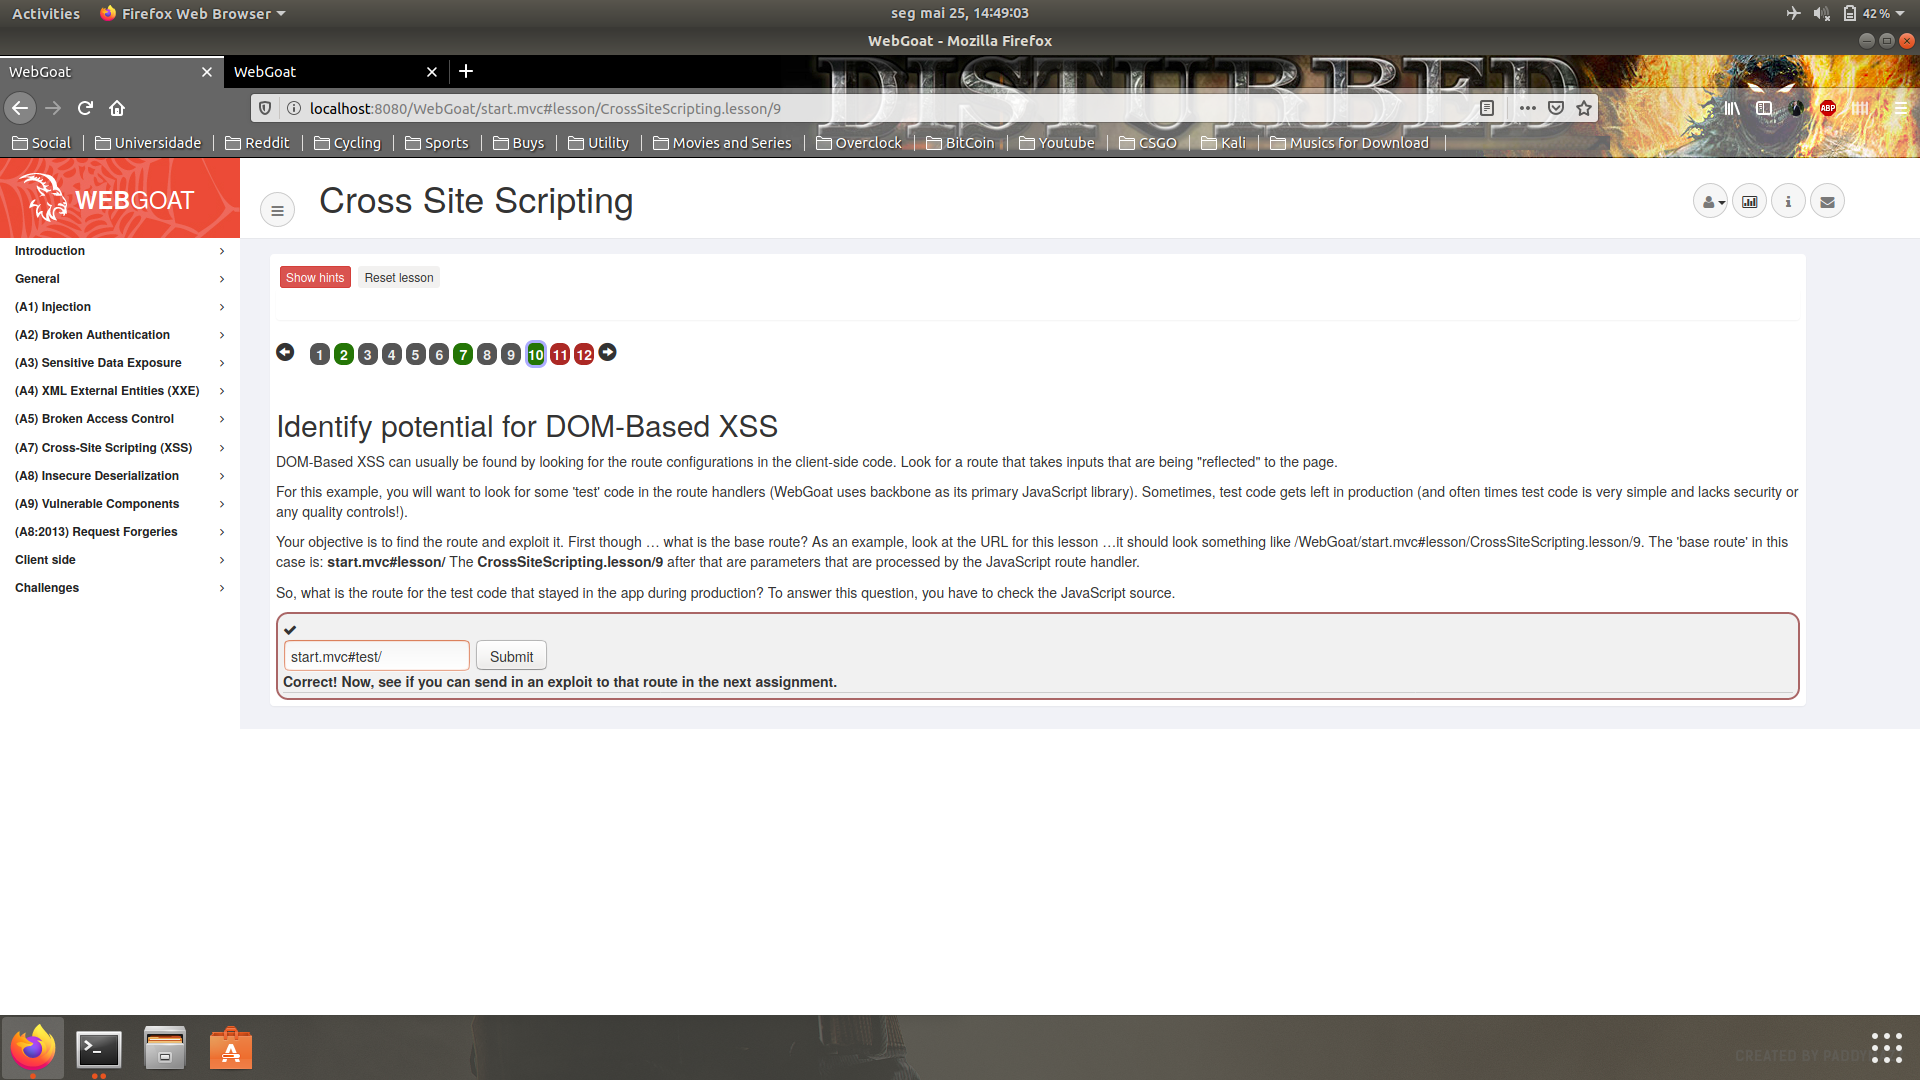 Activities Firefox Web Browser seg mai 25, 14:49:03 42 %
WebGoat - Mozilla Firefox
WebGoat WebGoat DISTURBED
localhost:8080/WebGoat/start.mvc#lesson/CrossSiteScripting.lesson/9 ABP
Social Universidade Reddit Cycling Sports Buys Utility Movies and Series Overclock BitCoin Youtube CSGO Kali Musics for Download
WEBGOAT
Cross Site Scripting
Introduction
General
(A1) Injection
(A2) Broken Authentication
(A3) Sensitive Data Exposure
(A4) XML External Entities (XXE)
(A5) Broken Access Control
(A7) Cross-Site Scripting (XSS)
(A8) Insecure Deserialization
(A9) Vulnerable Components
(A8:2013) Request Forgeries
Client side
Challenges
Show hints Reset lesson
1 2 3 4 5 6 7 8 9 10 11 12
Identify potential for DOM-Based XSS
DOM-Based XSS can usually be found by looking for the route configurations in the client-side code. Look for a route that takes inputs that are being "reflected" to the page.
For this example, you will want to look for some 'test' code in the route handlers (WebGoat uses backbone as its primary JavaScript library). Sometimes, test code gets left in production (and often times test code is very simple and lacks security or
any quality controls!).
Your objective is to find the route and exploit it. First though … what is the base route? As an example, look at the URL for this lesson …it should look something like /WebGoat/start.mvc#lesson/CrossSiteScripting.lesson/9. The 'base route' in this
case is: start.mvc#lesson/ The CrossSiteScripting.lesson/9 after that are parameters that are processed by the JavaScript route handler.
So, what is the route for the test code that stayed in the app during production? To answer this question, you have to check the JavaScript source.
start.mvc#test/ Submit
Correct! Now, see if you can send in an exploit to that route in the next assignment.
CREATED BY